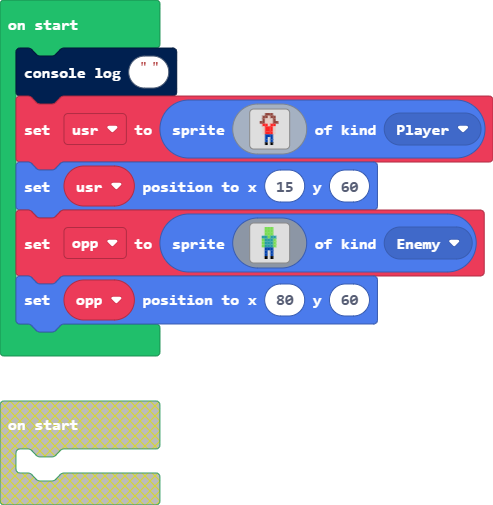 on start
console log " "
set usr to sprite of kind Player
set usr position to x 15 y 60
set opp to sprite of kind Enemy
set opp position to x 80 y 60
on start